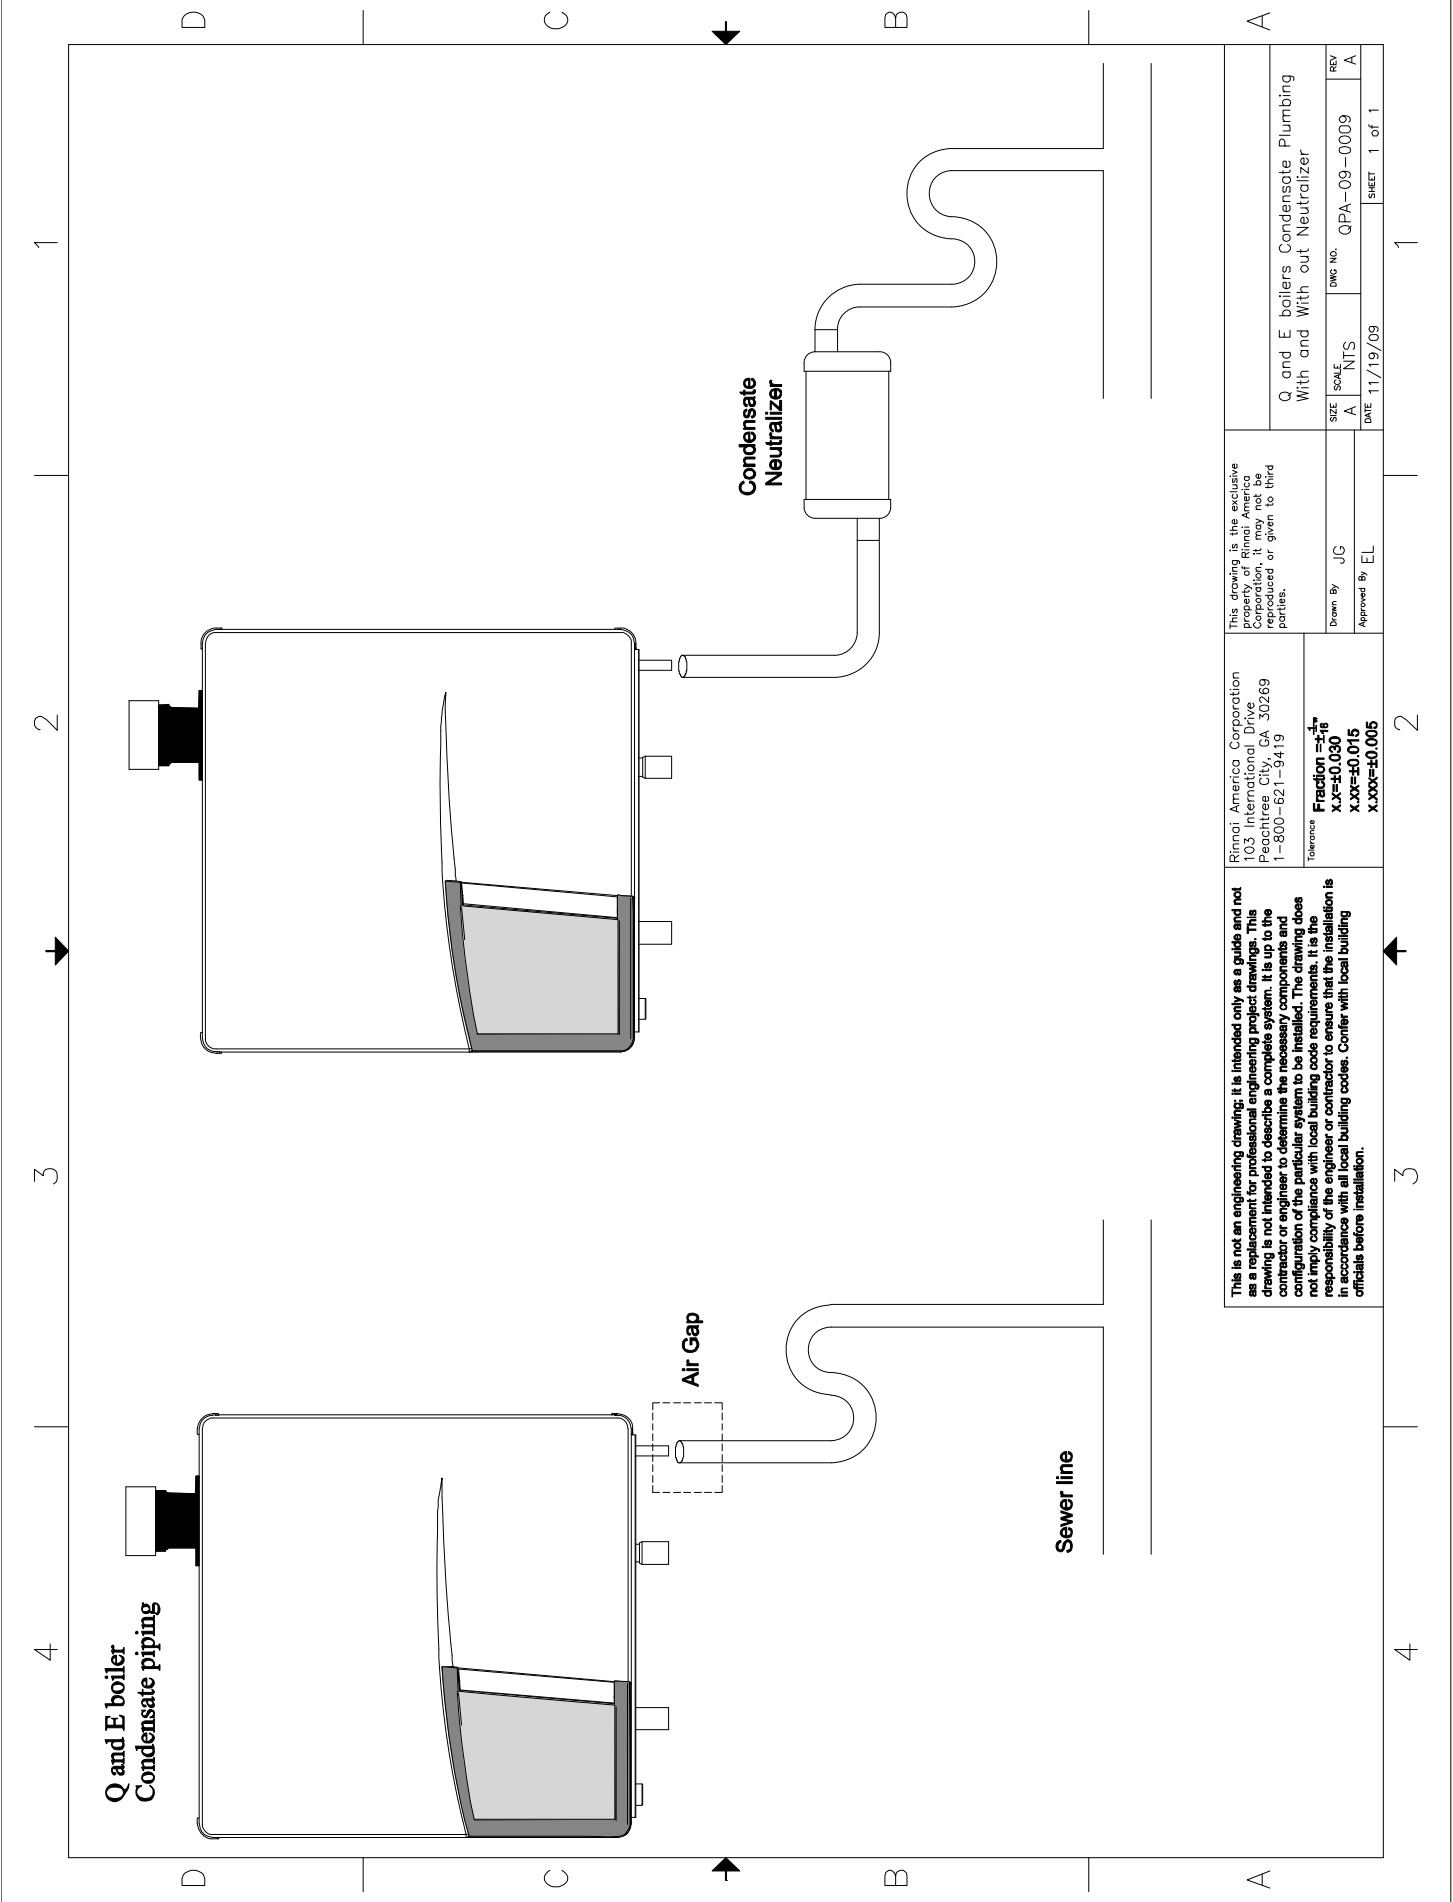 4
3
2
1
D
D
C
C
B
B
A
A
Q and E boiler
Condensate piping
Air Gap
Sewer line
Condensate
Neutralizer
This is not an engineering drawing; it is intended only as a guide and not
as a replacement for professional engineering project drawings. This
drawing is not intended to describe a complete system. It is up to the
contractor or engineer to determine the necessary components and
configuration of the particular system to be installed. The drawing does
not imply compliance with local building code requirements. It is the
responsibility of the engineer or contractor to ensure that the installation is
in accordance with all local building codes. Confer with local building
officials before installation.
Rinnai America Corporation
103 International Drive
Peachtree City, GA 30269
1-800-621-9419
Tolerance
Fraction =±1/16"
x.x=±0.030
x.xx=±0.015
x.xxx=±0.005
This drawing is the exclusive
property of Rinnai America
Corporation, it may not be
reproduced or given to third
parties.
Drawn By JG
Approved By EL
Q and E boilers Condensate Plumbing
With and With out Neutralizer
SIZE A SCALE NTS DWG NO. QPA-09-0009 REV A
DATE 11/19/09 SHEET 1 of 1
4
3
2
1